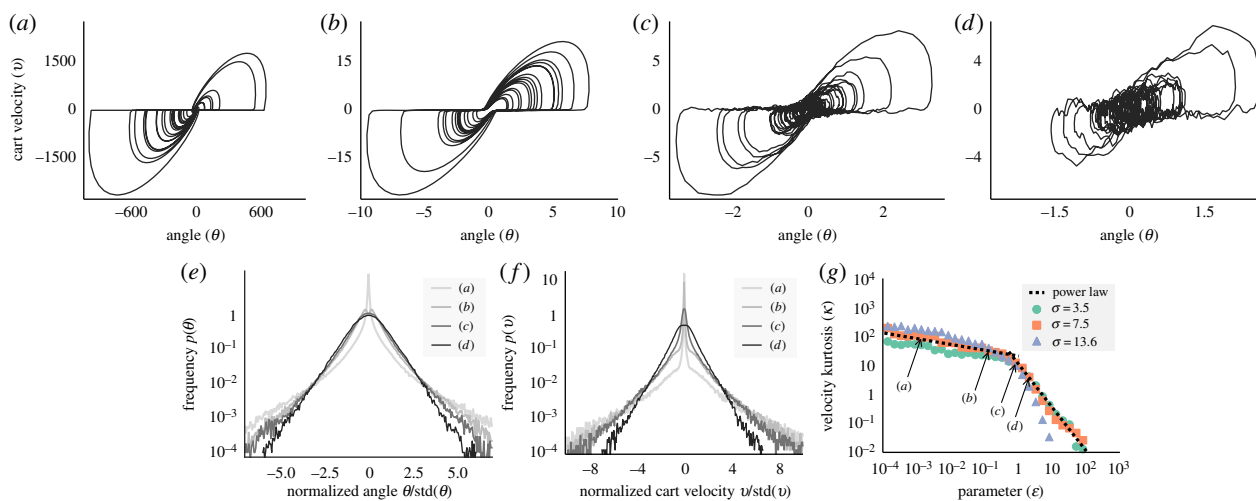 (a)
(b)
(c)
(d)
cart velocity (υ)
1500
0
−1500
−600
0
600
angle (θ)
15
0
−15
−10
−5
0
5
10
angle (θ)
5
0
−5
−2
0
2
angle (θ)
4
0
−4
−1.5
0
1.5
angle (θ)
(e)
frequency p(θ)
1
10⁻¹
10⁻²
10⁻³
10⁻⁴
−5.0
0
5.0
normalized angle θ/std(θ)
(a)
(b)
(c)
(d)
(f)
frequency p(υ)
10
1
10⁻¹
10⁻²
10⁻³
10⁻⁴
−8
−4
0
4
8
normalized cart velocity υ/std(υ)
(a)
(b)
(c)
(d)
(g)
velocity kurtosis (κ)
10⁴
10³
10²
10
1
10⁻¹
10⁻²
10⁻⁴
10⁻³
10⁻²
10⁻¹
1
10
10²
10³
parameter (ε)
power law
σ = 3.5
σ = 7.5
σ = 13.6
(a)
(b)
(c)
(d)